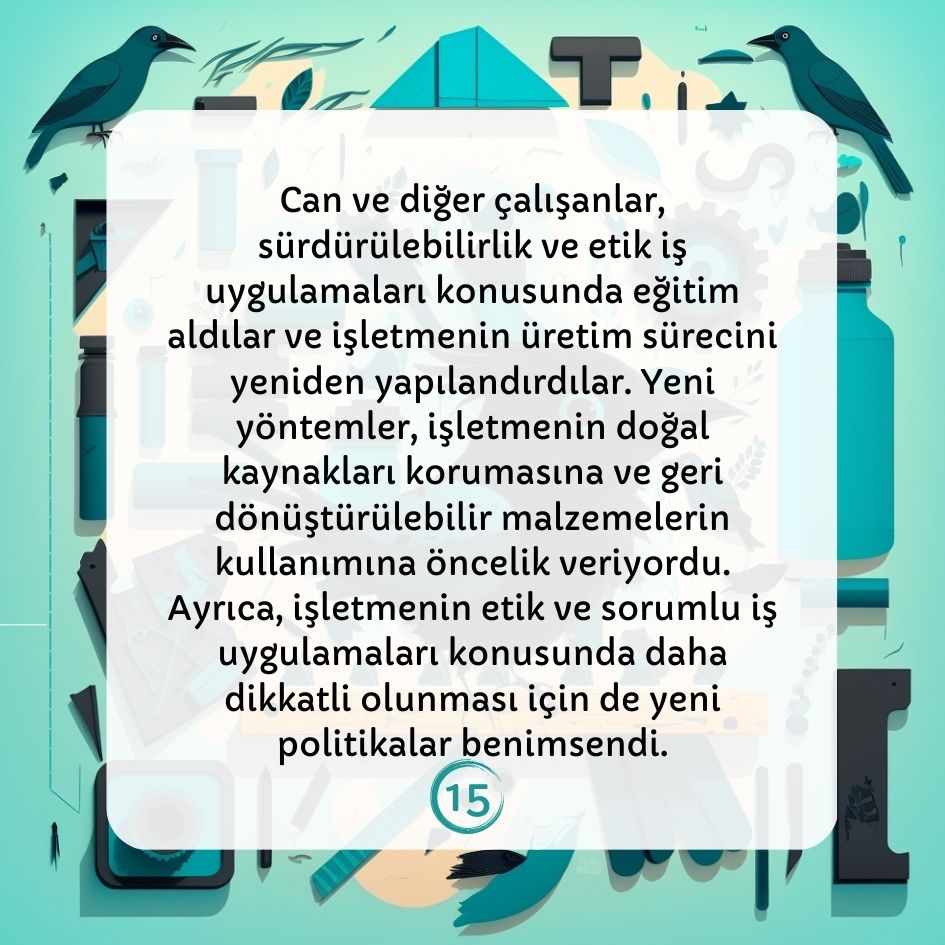 Can ve diğer çalışanlar,
sürdürülebilirlik ve etik iş
uygulamaları konusunda eğitim
aldılar ve işletmenin üretim sürecini
yeniden yapılandırdılar. Yeni
yöntemler, işletmenin doğal
kaynakları korumasına ve geri
dönüştürülebilir malzemelerin
kullanımına öncelik veriyordu.
Ayrıca, işletmenin etik ve sorumlu iş
uygulamaları konusunda daha
dikkatli olunması için de yeni
politikalar benimsendi.
15